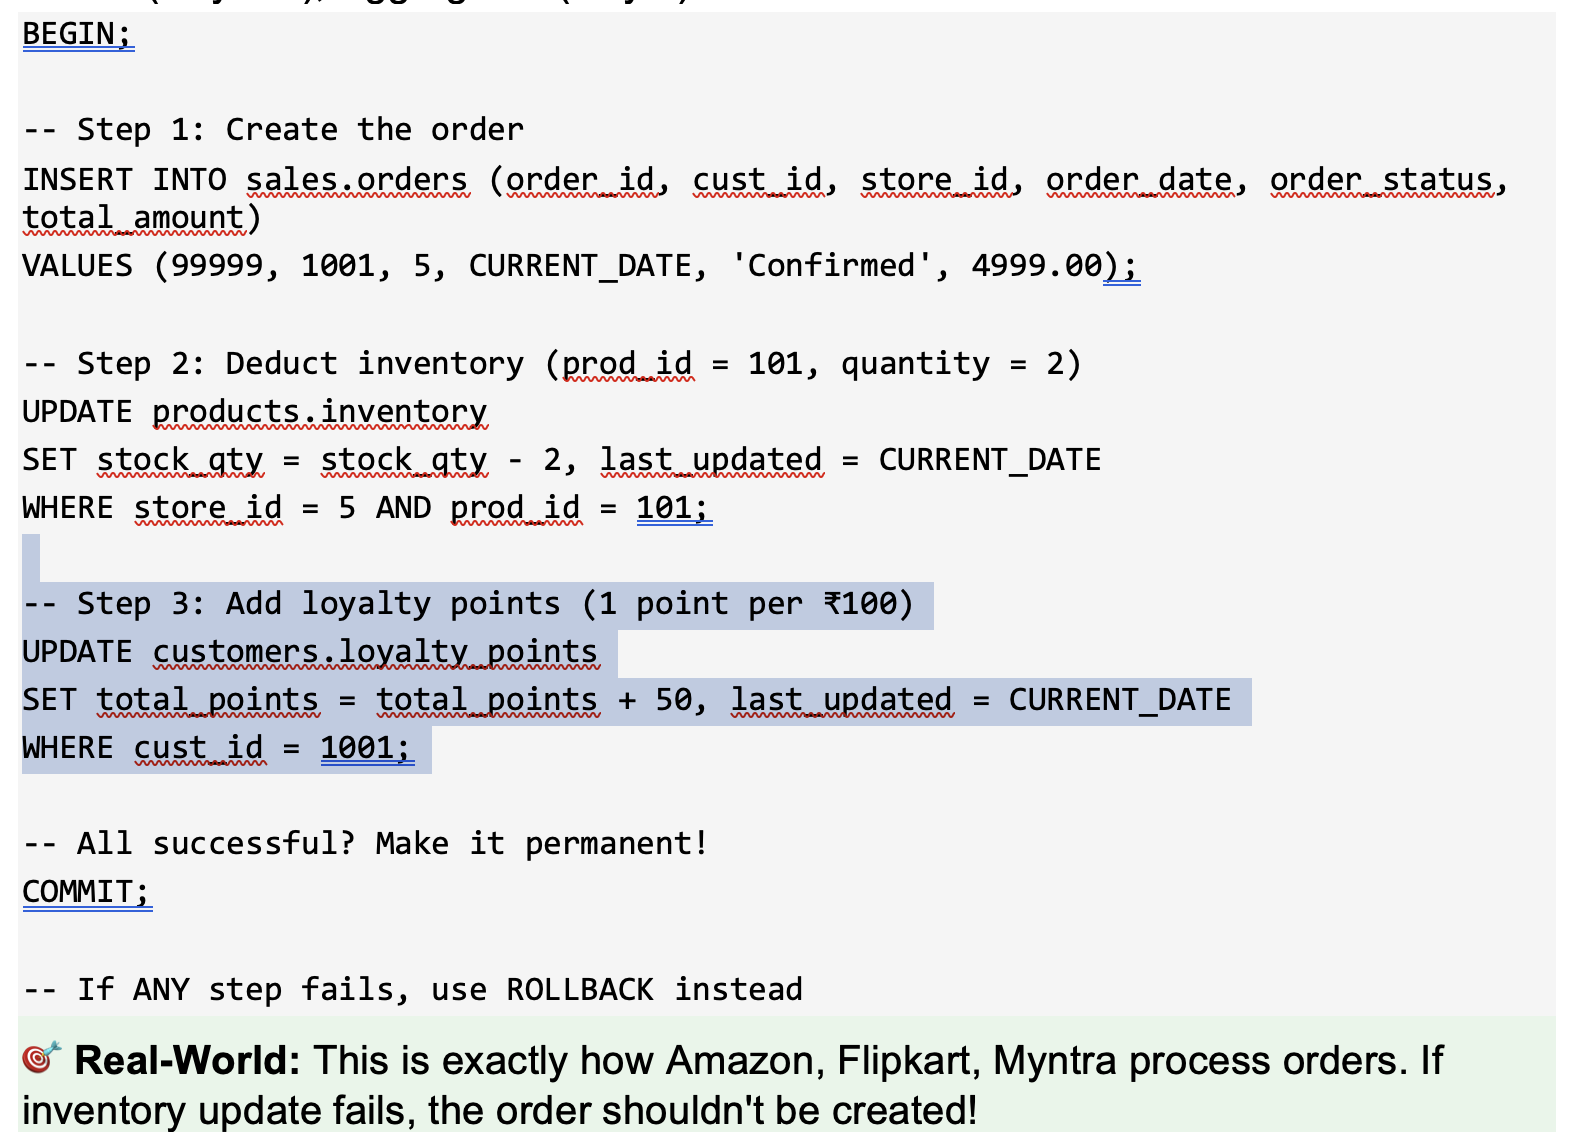 BEGIN;
-- Step 1: Create the order
INSERT INTO sales.orders (order_id, cust_id, store_id, order_date, order_status,
total_amount)
VALUES (99999, 1001, 5, CURRENT_DATE, 'Confirmed', 4999.00);
-- Step 2: Deduct inventory (prod_id = 101, quantity = 2)
UPDATE products.inventory
SET stock_qty = stock_qty - 2, last_updated = CURRENT_DATE
WHERE store_id = 5 AND prod_id = 101;
-- Step 3: Add loyalty points (1 point per ₹100)
UPDATE customers.loyalty_points
SET total_points = total_points + 50, last_updated = CURRENT_DATE
WHERE cust_id = 1001;
-- All successful? Make it permanent!
COMMIT;
-- If ANY step fails, use ROLLBACK instead
🎯 Real-World: This is exactly how Amazon, Flipkart, Myntra process orders. If
inventory update fails, the order shouldn't be created!